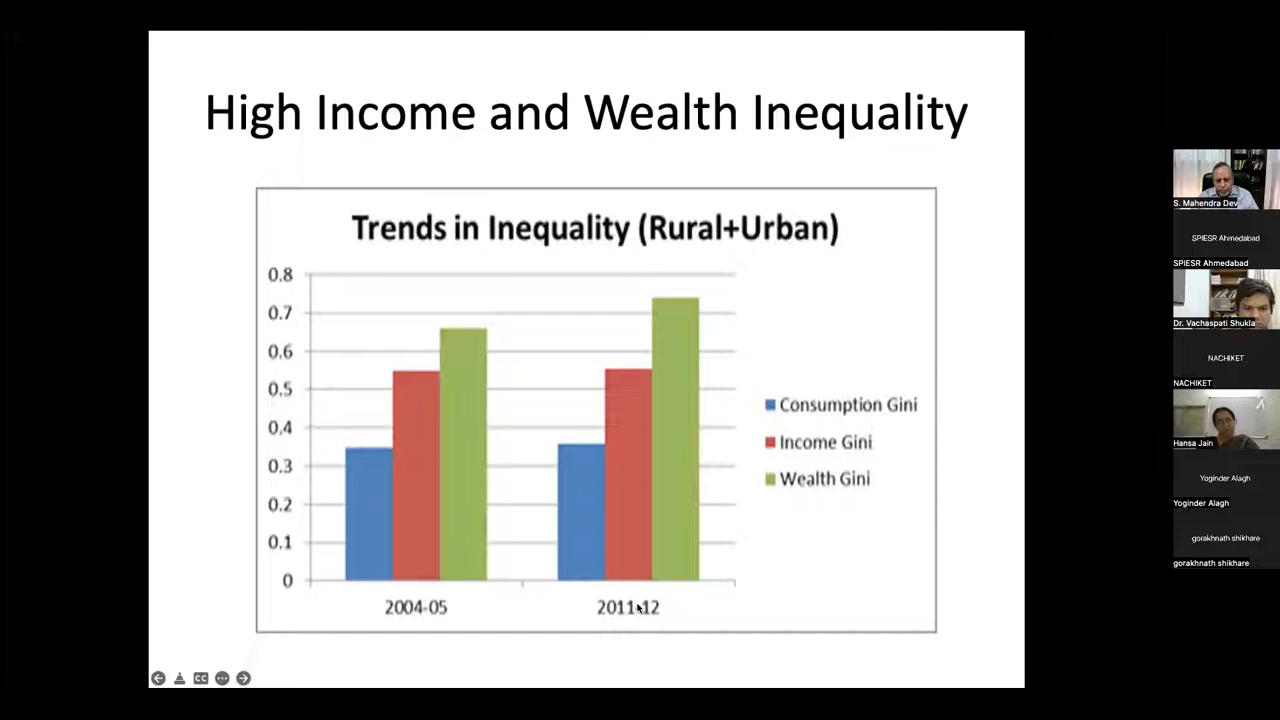 High Income and Wealth Inequality
Trends in Inequality (Rural+Urban)
0.8
0.7
0.6
0.5
0.4
0.3
0.2
0.1
0
2004-05
2011-12
Consumption Gini
Income Gini
Wealth Gini
CC
S. Mahendra Dev
SPIESR Ahmedabad
SPIESR Ahmedabad
Dr. Vachaspati Shukla
NACHIKET
NACHIKET
Hansa Jain
Yoginder Alagh
Yoginder Alagh
gorakhnath shikhare
gorakhnath shikhare